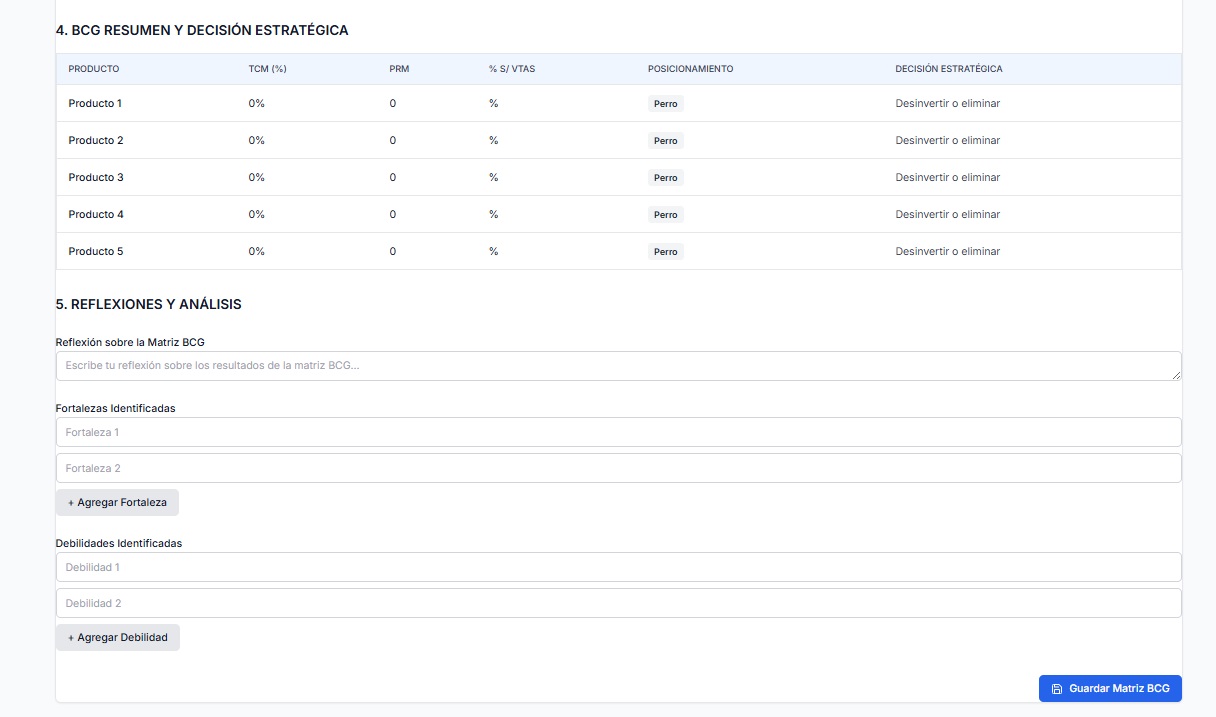 4. BCG RESUMEN Y DECISIÓN ESTRATÉGICA
PRODUCTO TCM (%) PRM % S/ VTAS POSICIONAMIENTO DECISIÓN ESTRATÉGICA
Producto 1 0% 0 % Perro Desinvertir o eliminar
Producto 2 0% 0 % Perro Desinvertir o eliminar
Producto 3 0% 0 % Perro Desinvertir o eliminar
Producto 4 0% 0 % Perro Desinvertir o eliminar
Producto 5 0% 0 % Perro Desinvertir o eliminar
5. REFLEXIONES Y ANÁLISIS
Reflexión sobre la Matriz BCG
Escribe tu reflexión sobre los resultados de la matriz BCG...
Fortalezas Identificadas
Fortaleza 1
Fortaleza 2
+ Agregar Fortaleza
Debilidades Identificadas
Debilidad 1
Debilidad 2
+ Agregar Debilidad
Guardar Matriz BCG